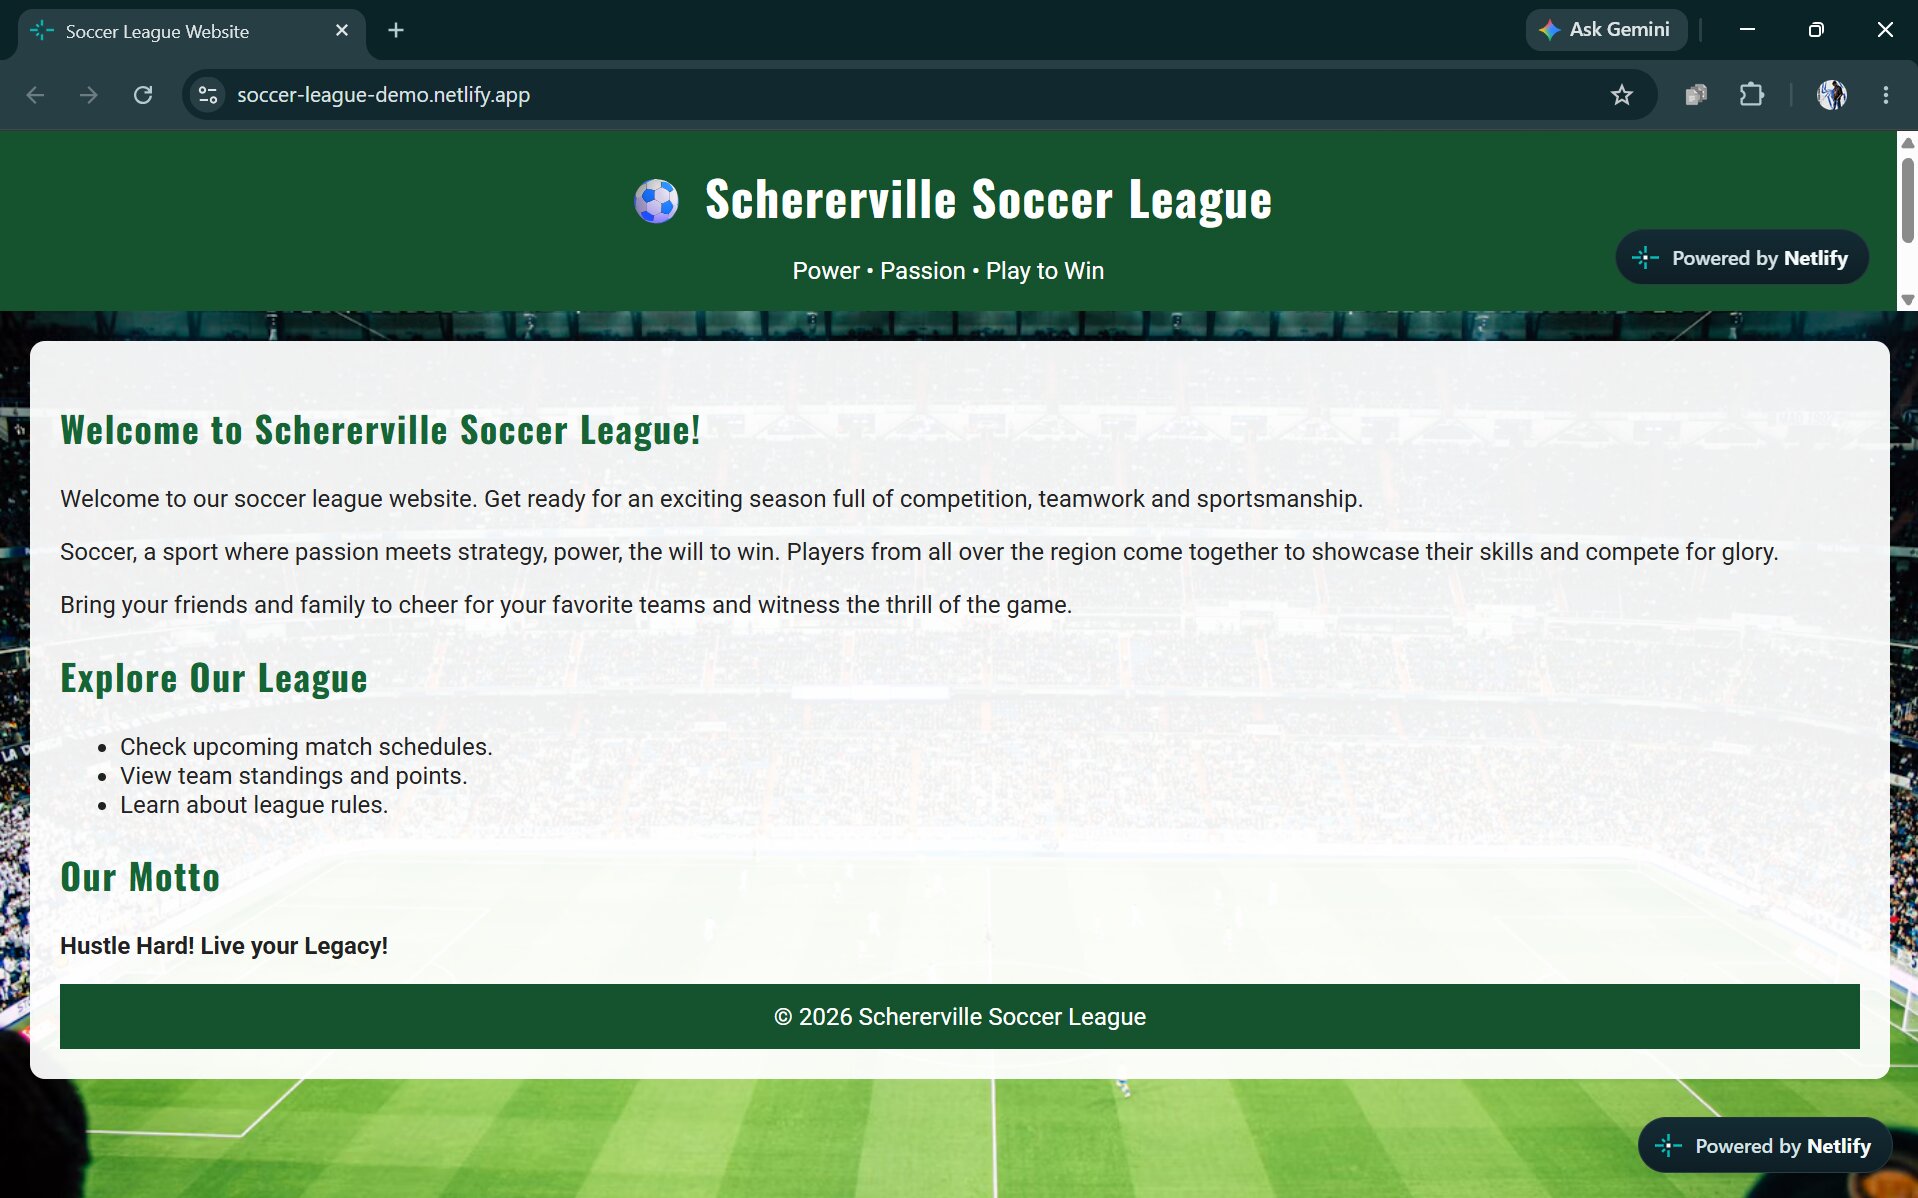 Soccer League Website
Ask Gemini
soccer-league-demo.netlify.app
Schererville Soccer League
Power • Passion • Play to Win
Powered by Netlify
Welcome to Schererville Soccer League!
Welcome to our soccer league website. Get ready for an exciting season full of competition, teamwork and sportsmanship.
Soccer, a sport where passion meets strategy, power, the will to win. Players from all over the region come together to showcase their skills and compete for glory.
Bring your friends and family to cheer for your favorite teams and witness the thrill of the game.
Explore Our League
• Check upcoming match schedules.
• View team standings and points.
• Learn about league rules.
Our Motto
Hustle Hard! Live your Legacy!
© 2026 Schererville Soccer League
Powered by Netlify